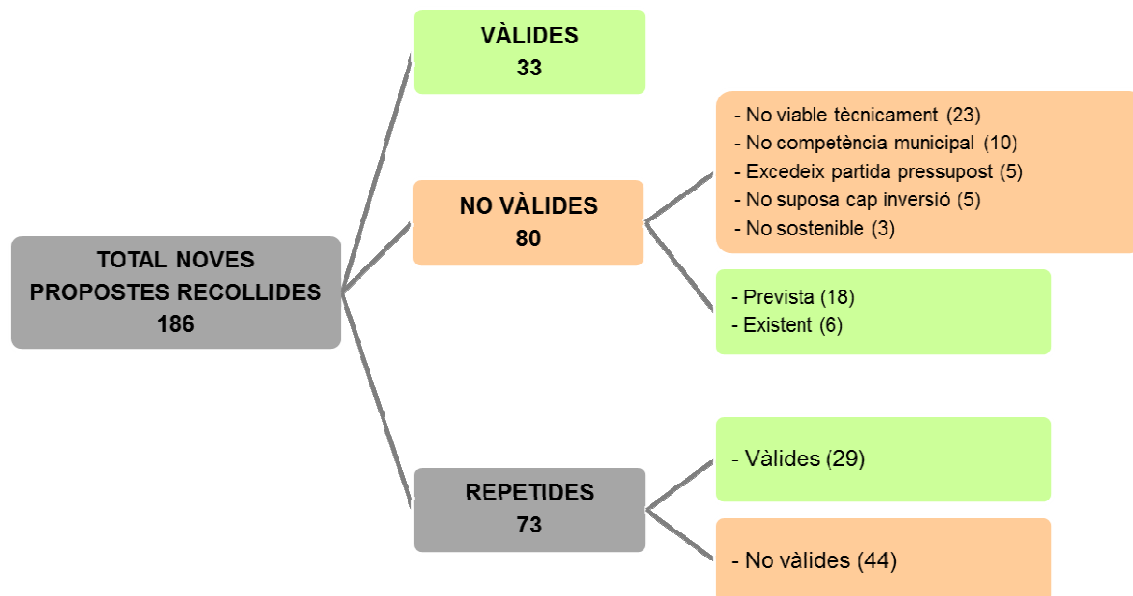 VÀLIDES
33
- No viable tècnicament (23)
- No competència municipal (10)
- Excedeix partida pressupost (5)
- No suposa cap inversió (5)
- No sostenible (3)
NO VÀLIDES
80
TOTAL NOVES
PROPOSTES RECOLLIDES
186
- Prevista (18)
- Existent (6)
- Vàlides (29)
REPETIDES
73
- No vàlides (44)